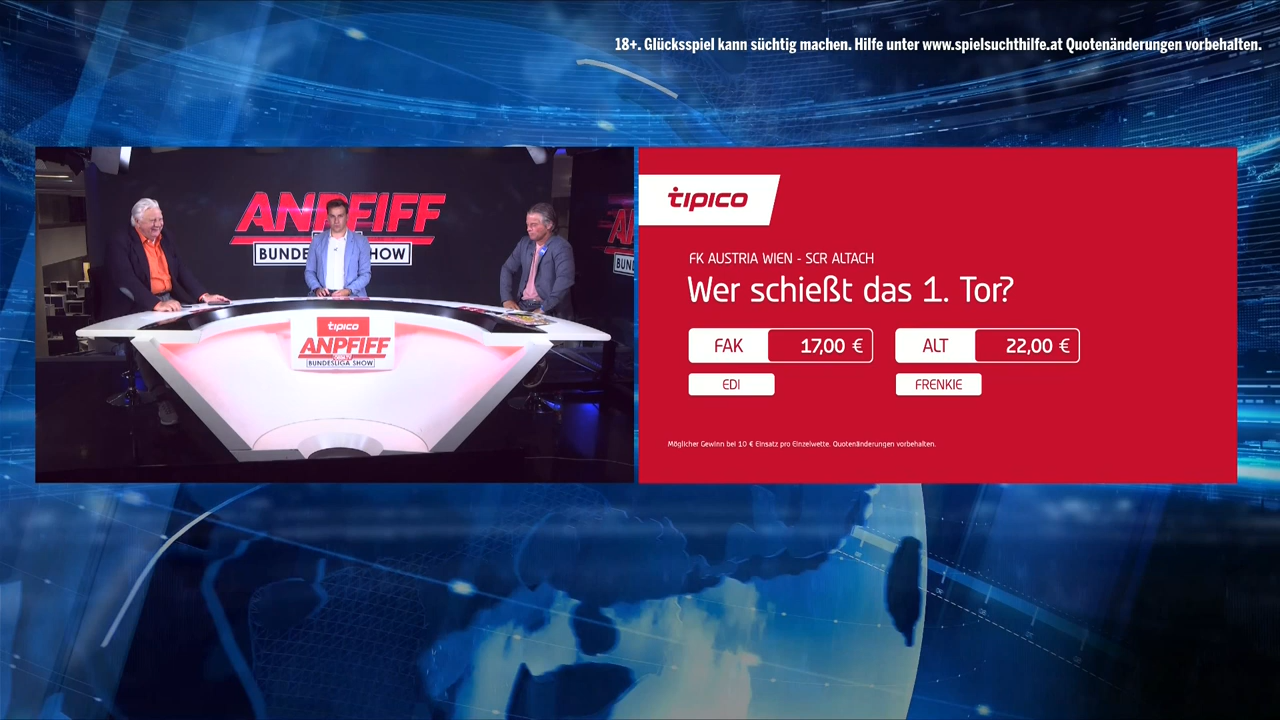 18+. Glücksspiel kann süchtig machen. Hilfe unter www.spielsuchthilfe.at Quotenänderungen vorbehalten.
ANPFIFF
BUNDESLIGA SHOW
tipico
ANPFIFF
BUNDESLIGA SHOW
tipico
FK AUSTRIA WIEN - SCR ALTACH
Wer schießt das 1. Tor?
FAK 17,00 € ALT 22,00 €
EDI FRENKIE
Möglicher Gewinn bei 10 € Einsatz pro Einzelwette. Quotenänderungen vorbehalten.